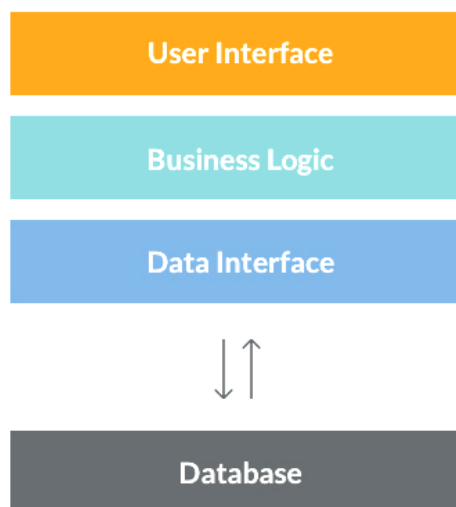 User Interface
Business Logic
Data Interface
Database